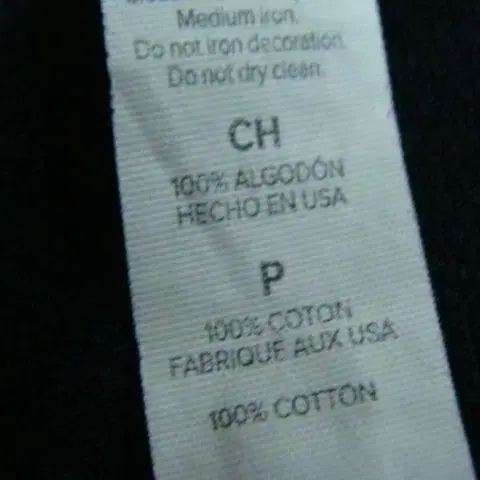 Medium iron.
Do not iron decoration.
Do not dry clean.
CH
100% ALGODÓN
HECHO EN USA
P
100% COTON
FABRIQUE AUX USA
100% COTTON